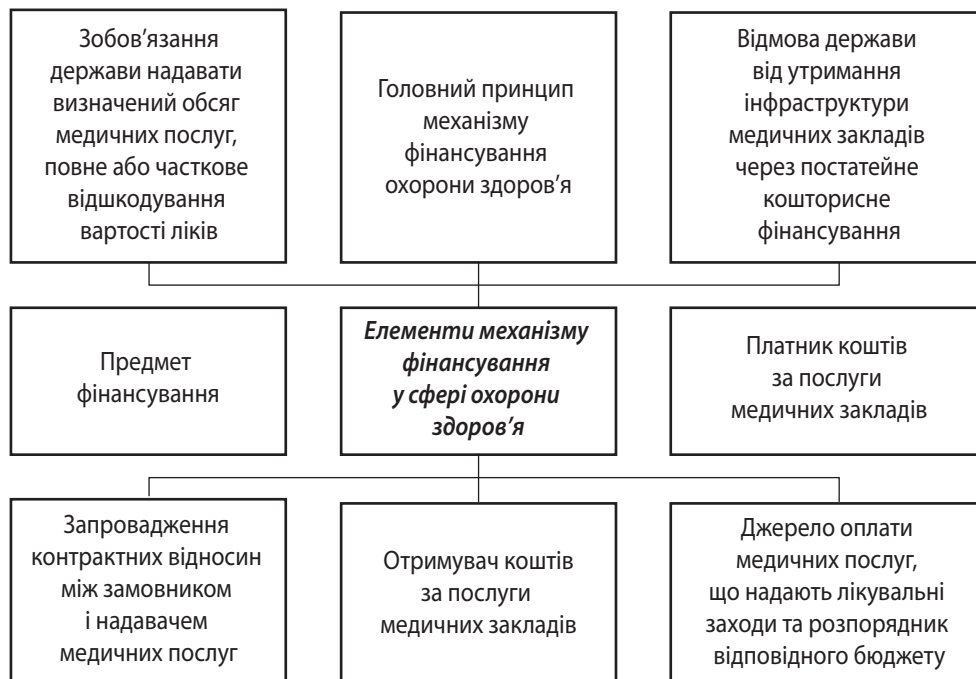 Зобов’язання
держави надавати
визначений обсяг
медичних послуг,
повне або часткове
відшкодування
вартості ліків
Головний принцип
механізму
фінансування
охорони здоров’я
Відмова держави
від утримання
інфраструктури
медичних закладів
через постатейне
кошторисне
фінансування
Предмет
фінансування
Елементи механізму
фінансування
у сфері охорони
здоров’я
Платник коштів
за послуги
медичних закладів
Запровадження
контрактних відносин
між замовником
і надавачем
медичних послуг
Отримувач коштів
за послуги
медичних закладів
Джерело оплати
медичних послуг,
що надають лікувальні
заходи та розпорядник
відповідного бюджету